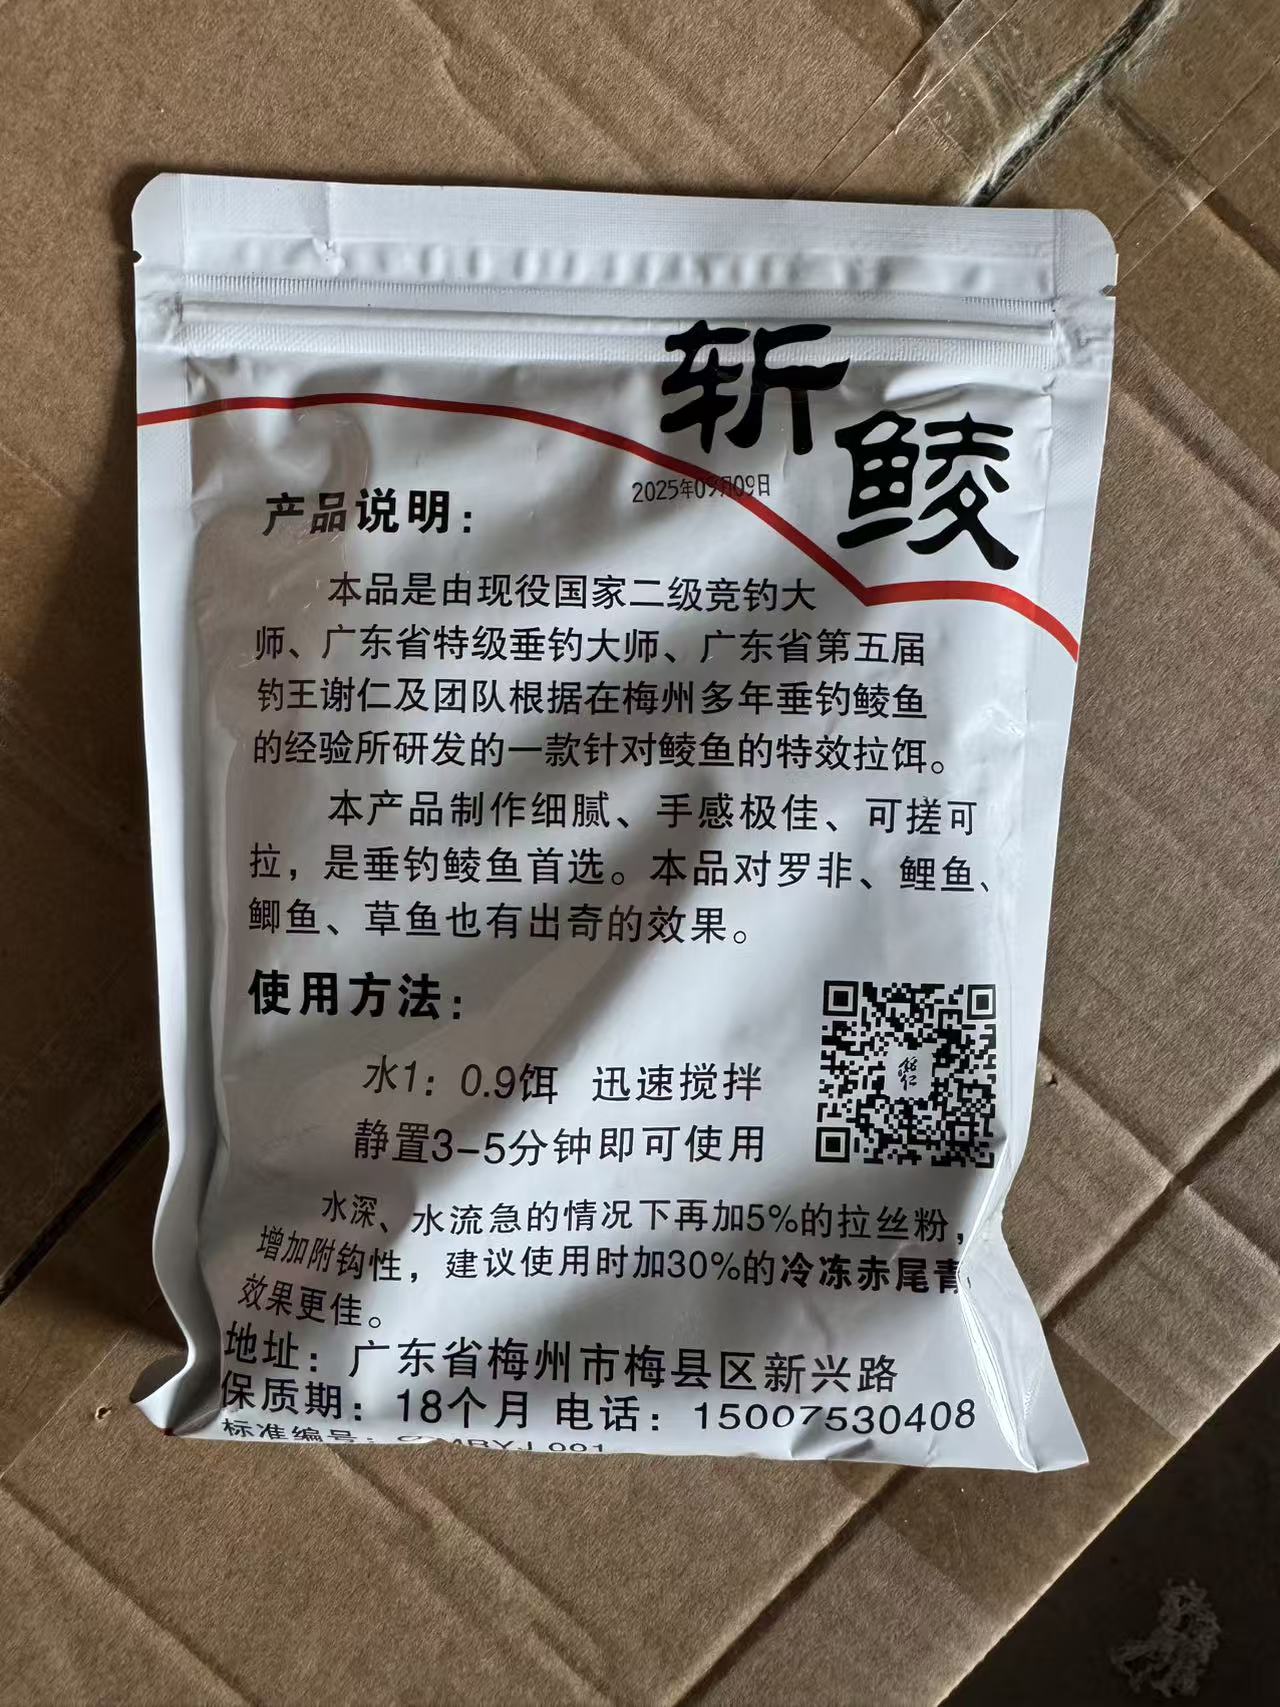 斩
鲮
2025年09月09日
产品说明：
本品是由现役国家二级竞钓大
师、广东省特级垂钓大师、广东省第五届
钓王谢仁及团队根据在梅州多年垂钓鲮鱼
的经验所研发的一款针对鲮鱼的特效拉饵。
本产品制作细腻、手感极佳、可搓可
拉，是垂钓鲮鱼首选。本品对罗非、鲤鱼、
鲫鱼、草鱼也有出奇的效果。
使用方法：
水1：0.9饵 迅速搅拌
静置3-5分钟即可使用
水深、水流急的情况下再加5%的拉丝粉，
增加附钩性，建议使用时加30%的冷冻赤尾青
效果更佳。
地址：广东省梅州市梅县区新兴路
保质期：18个月 电话：15007530408
标准编号：